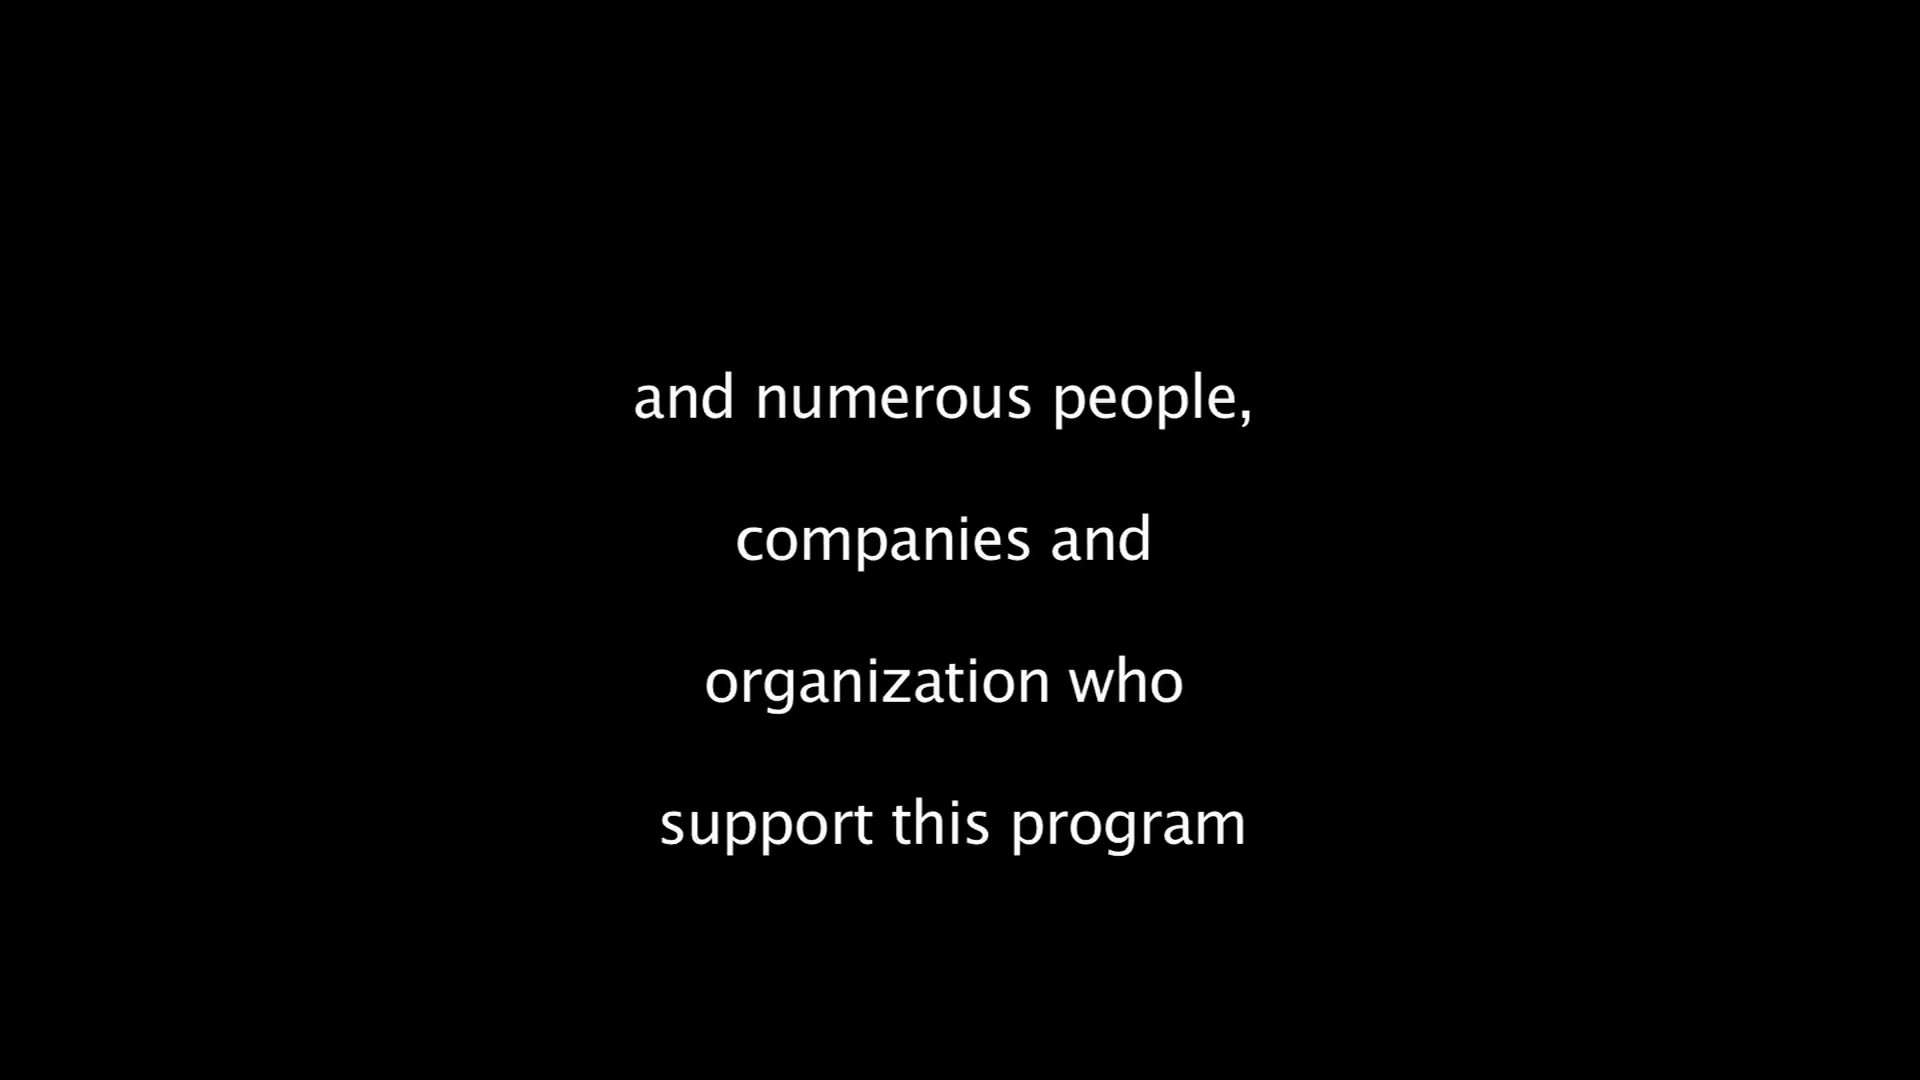 and numerous people,
companies and
organization who
support this program